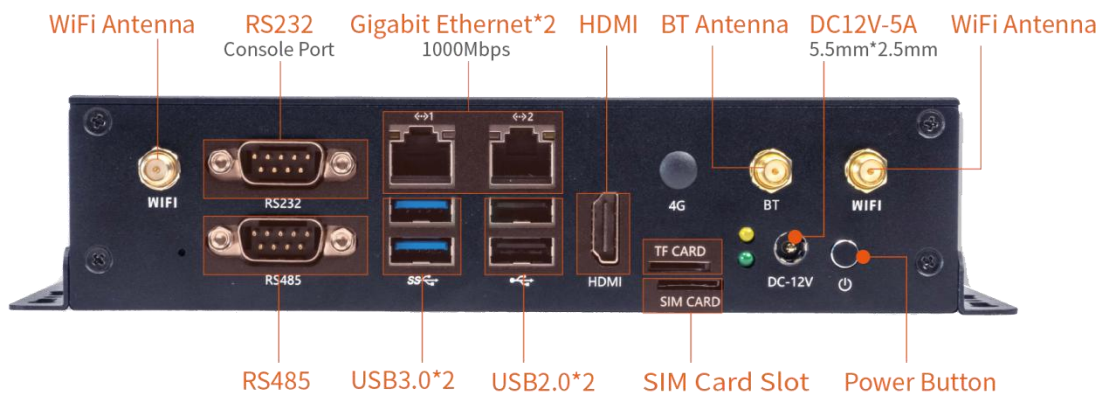 WiFi Antenna
RS232
Console Port
Gigabit Ethernet*2
1000Mbps
HDMI
BT Antenna
DC12V-5A
5.5mm*2.5mm
WiFi Antenna
1
2
WIFI
RS232
4G
BT
WIFI
TF CARD
RS485
SS
HDMI
SIM CARD
DC-12V
RS485
USB3.0*2
USB2.0*2
SIM Card Slot
Power Button